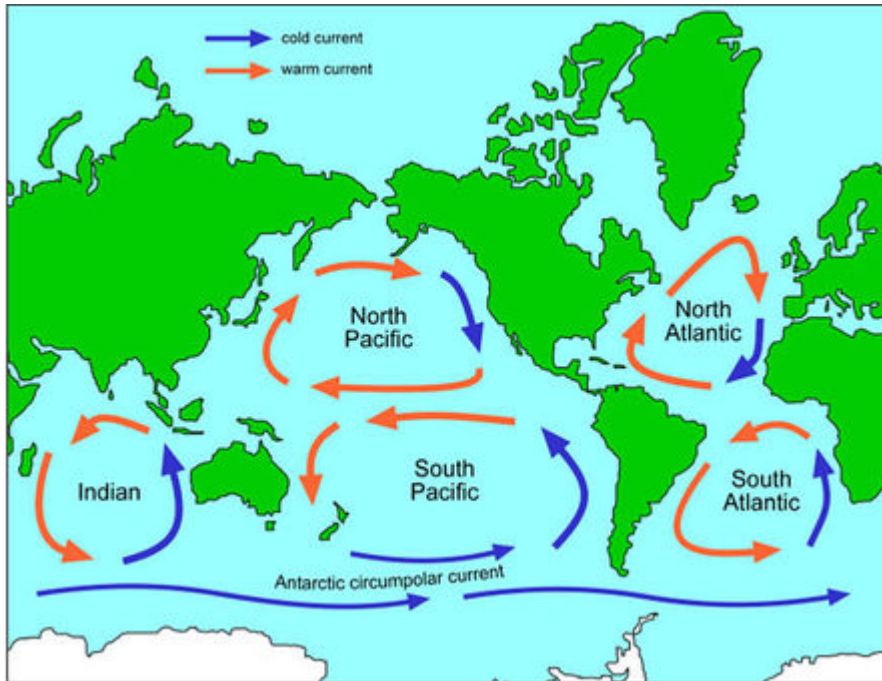 cold current
warm current
North
Pacific
North
Atlantic
Indian
South
Pacific
South
Atlantic
Antarctic circumpolar current